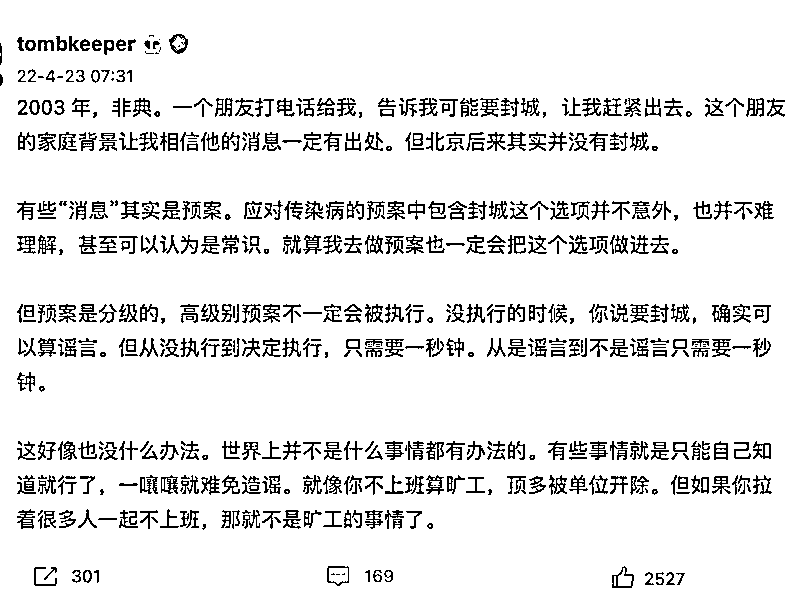 tombkeeper
22-4-23 07:31
2003 年，非典。一个朋友打电话给我，告诉我可能要封城，让我赶紧出去。这个朋友
的家庭背景让我相信他的消息一定有出处。但北京后来其实并没有封城。
有些“消息”其实是预案。应对传染病的预案中包含封城这个选项并不意外，也并不难
理解，甚至可以认为是常识。就算我去做预案也一定会把这个选项做进去。
但预案是分级的，高级别预案不一定会被执行。没执行的时候，你说要封城，确实可
以算谣言。但从没执行到决定执行，只需要一秒钟。从是谣言到不是谣言只需要一秒
钟。
这好像也没什么办法。世界上并不是什么事情都有办法的。有些事情就是只能自己知
道就行了，一嚷嚷就难免造谣。就像你不上班算旷工，顶多被单位开除。但如果你拉
着很多人一起不上班，那就不是旷工的事情了。
301
169
2527